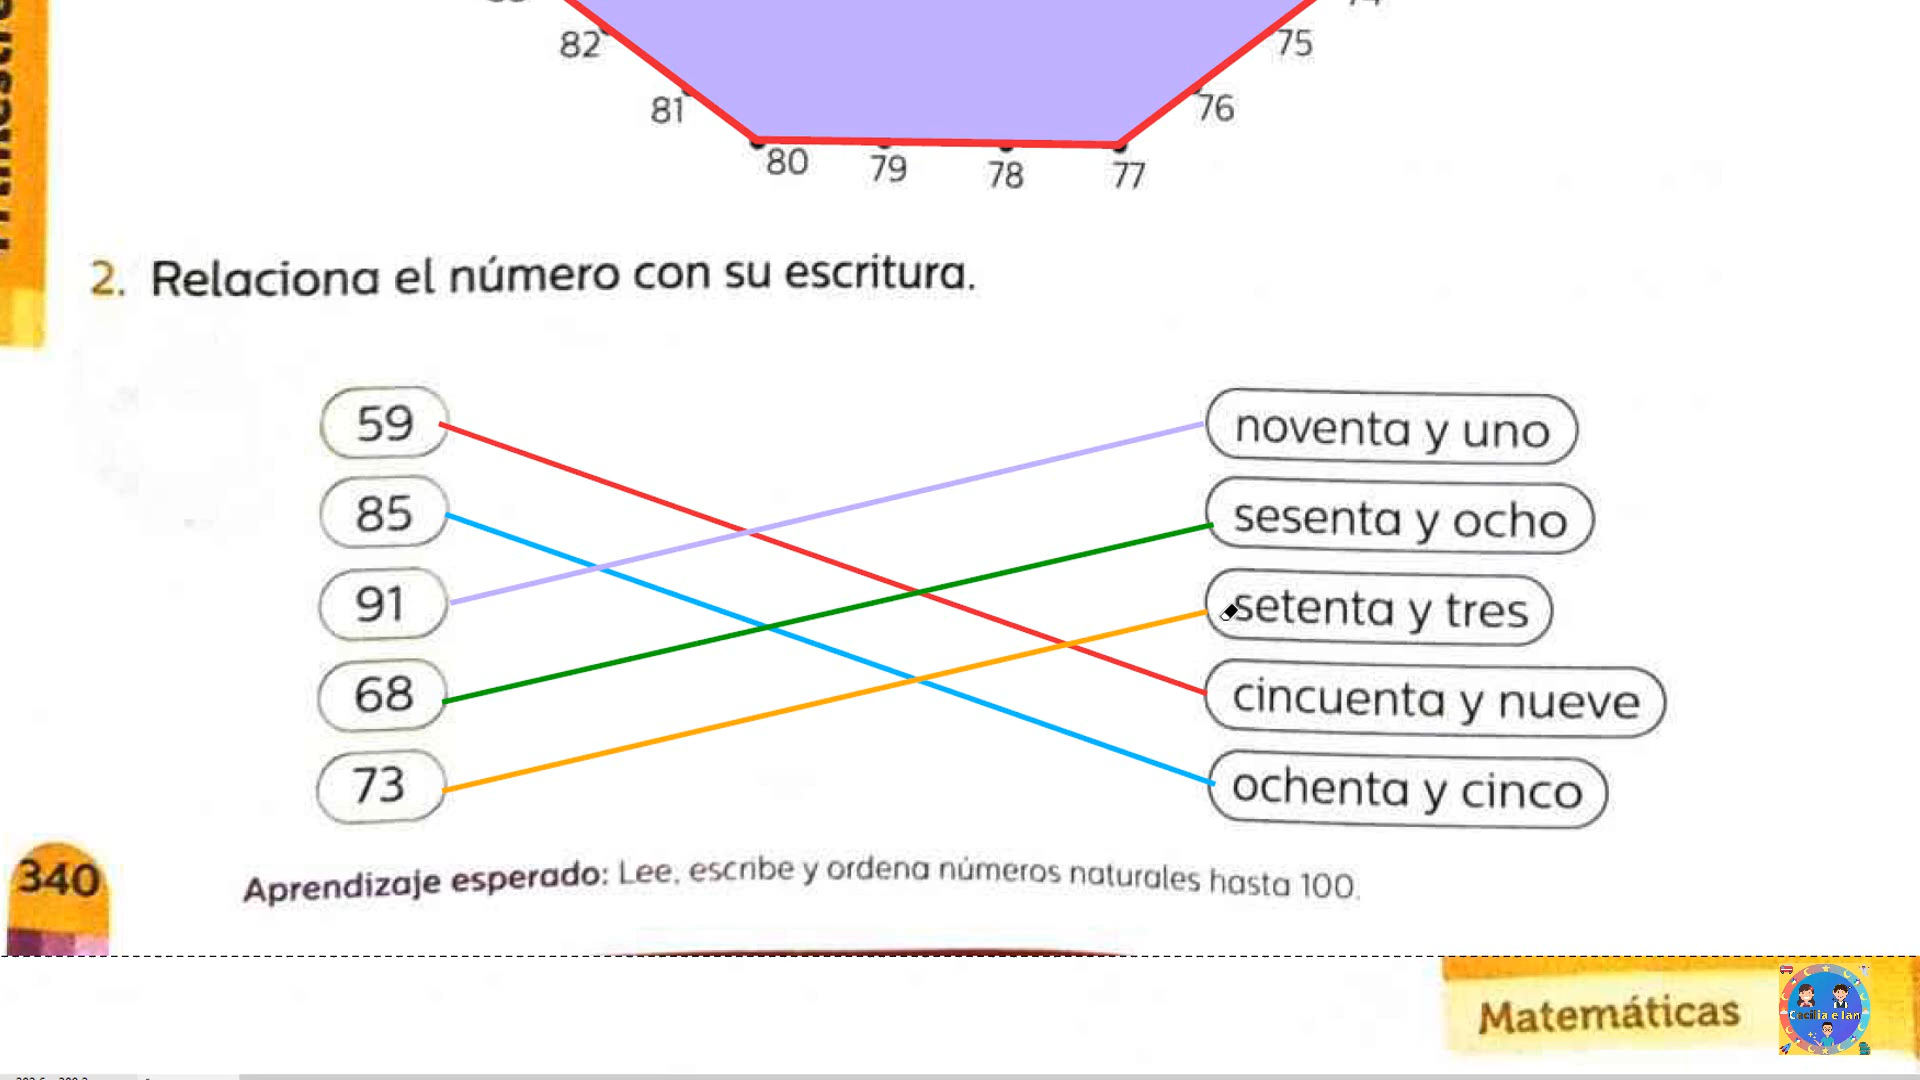 82
75
81
76
80
79
78
77
2. Relaciona el número con su escritura.
59
noventa y uno
85
sesenta y ocho
91
setenta y tres
68
cincuenta y nueve
73
ochenta y cinco
340
Aprendizaje esperado: Lee, escribe y ordena números naturales hasta 100.
Matemáticas
Cecilia e Ian